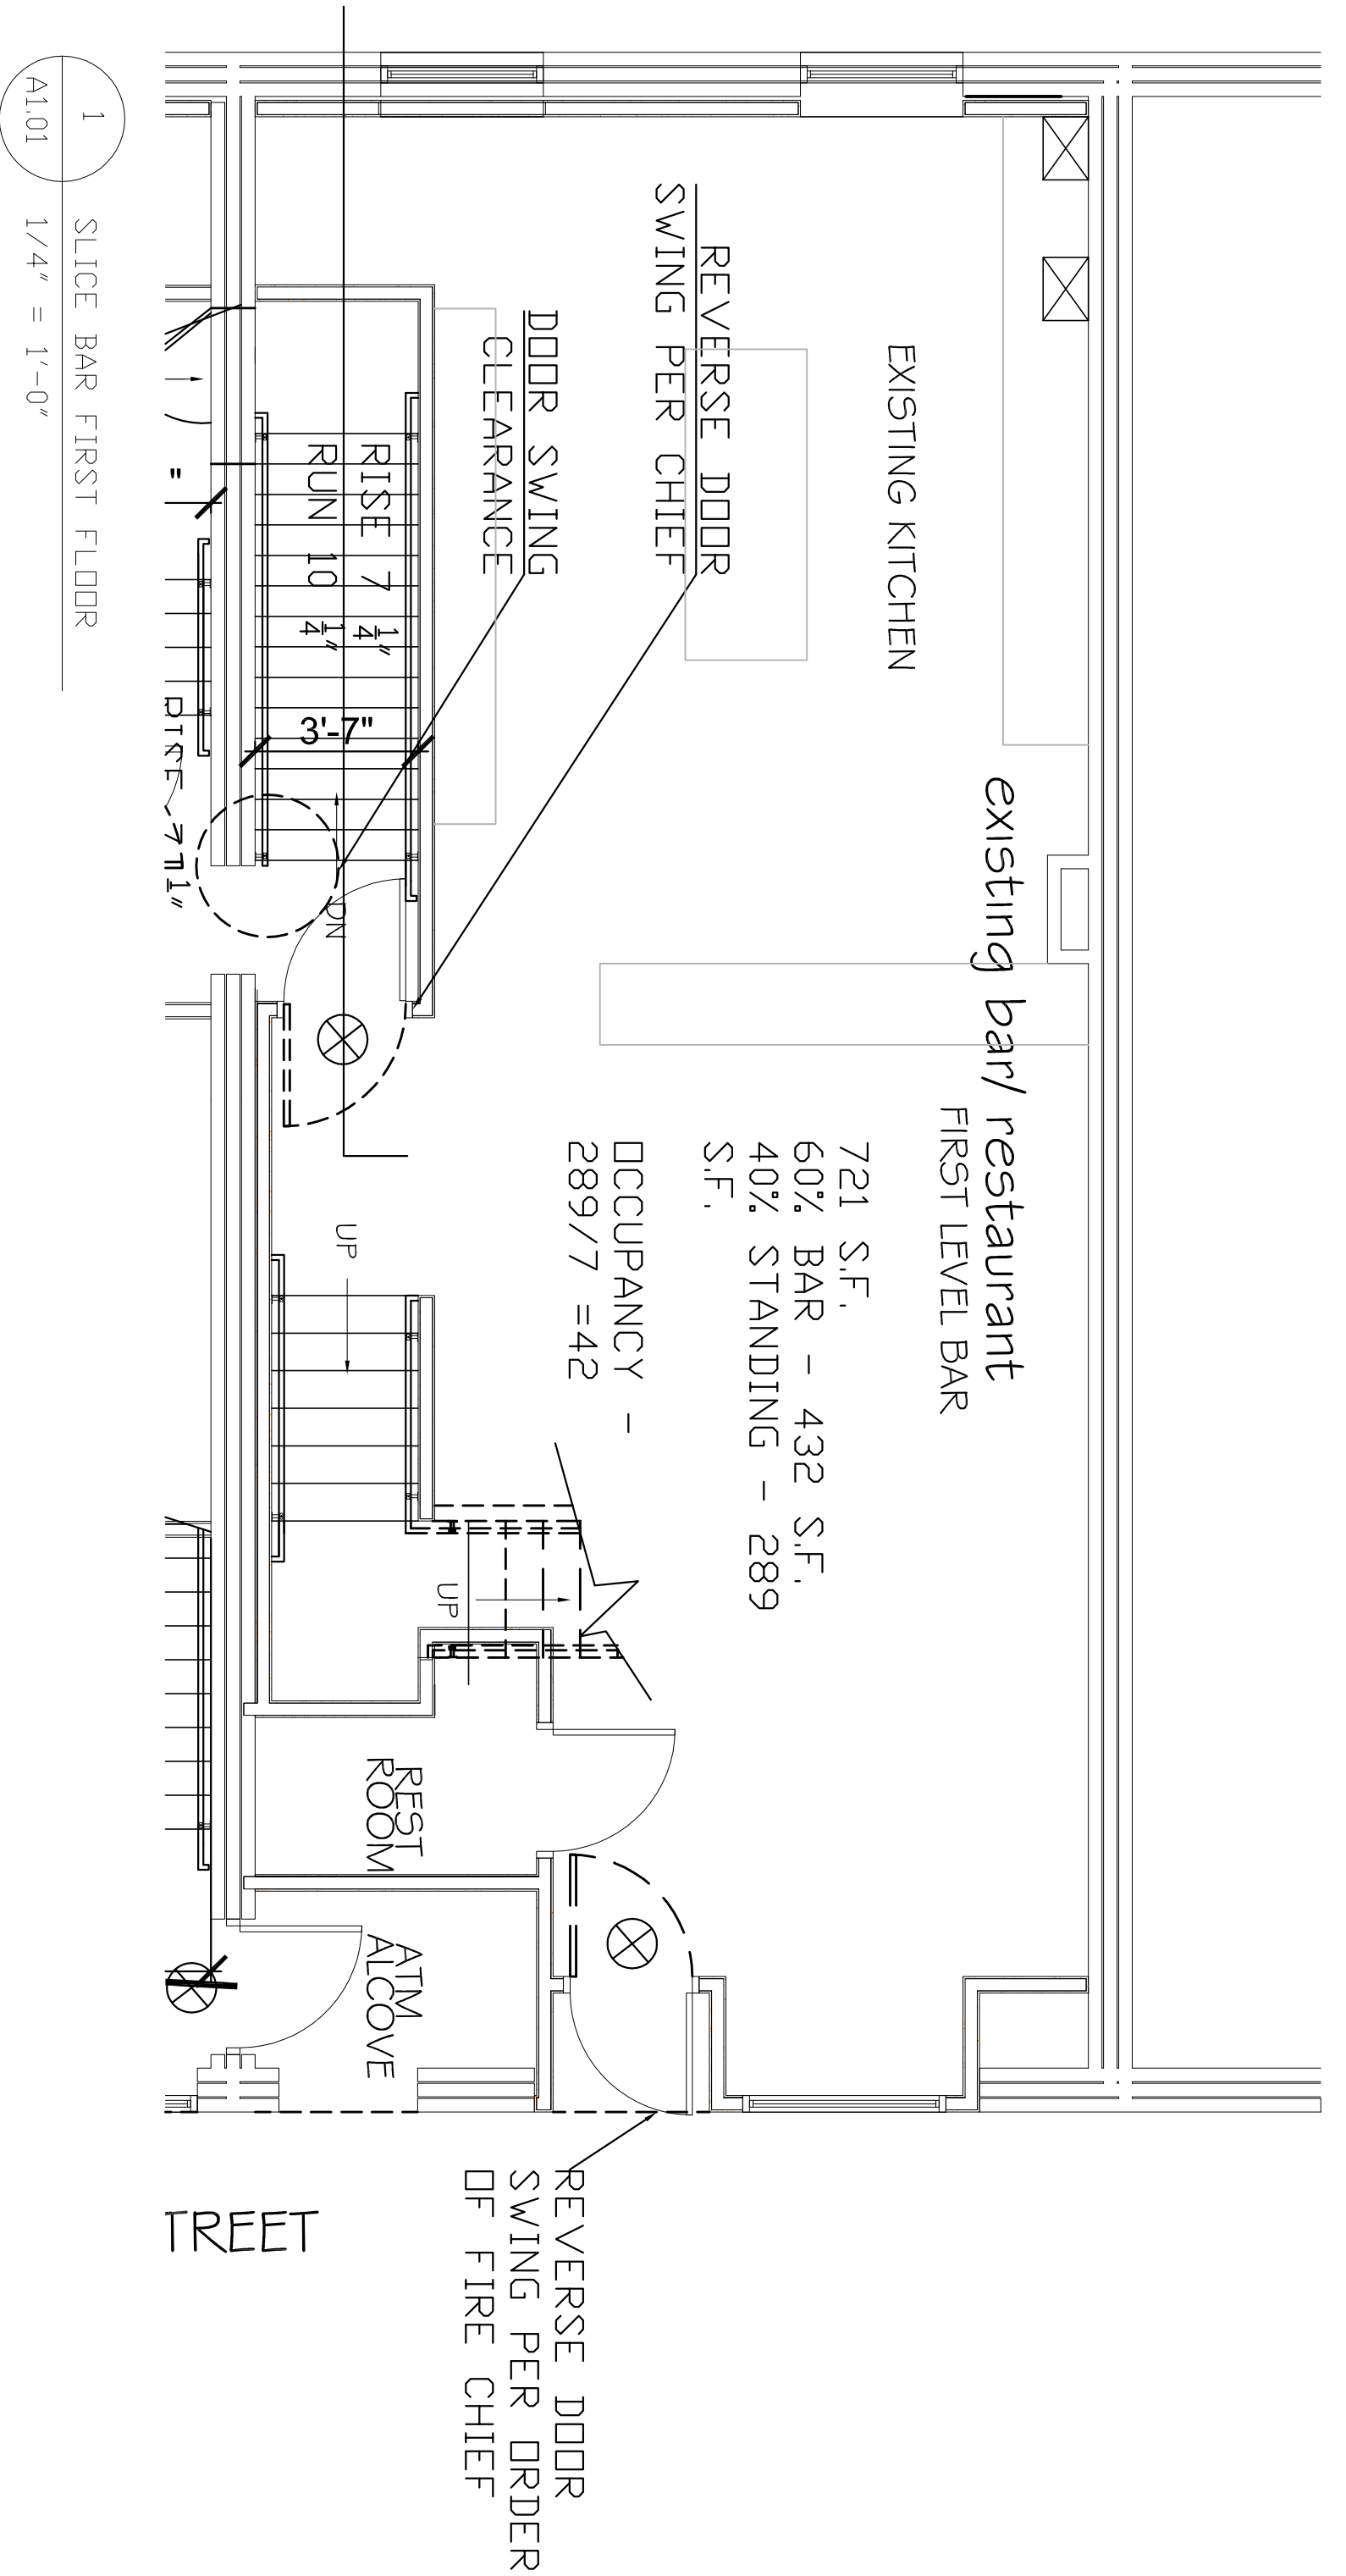 existing bar/ restaurant
FIRST LEVEL BAR
EXISTING KITCHEN
721 S.F.
60% BAR - 432 S.F.
40% STANDING - 289
S.F.
OCCUPANCY -
289/7 =42
REVERSE DOOR
SWING PER CHIEF
DOOR SWING
CLEARANCE
RISE 7 1/4"
RUN 10 1/4"
3'-7"
DN
UP
UP
REST
ROOM
ATM
ALCOVE
REVERSE DOOR
SWING PER ORDER
OF FIRE CHIEF
"
RISE 7 1"
TREET
1
A1.01
SLICE BAR FIRST FLOOR
1/4" = 1'-0"